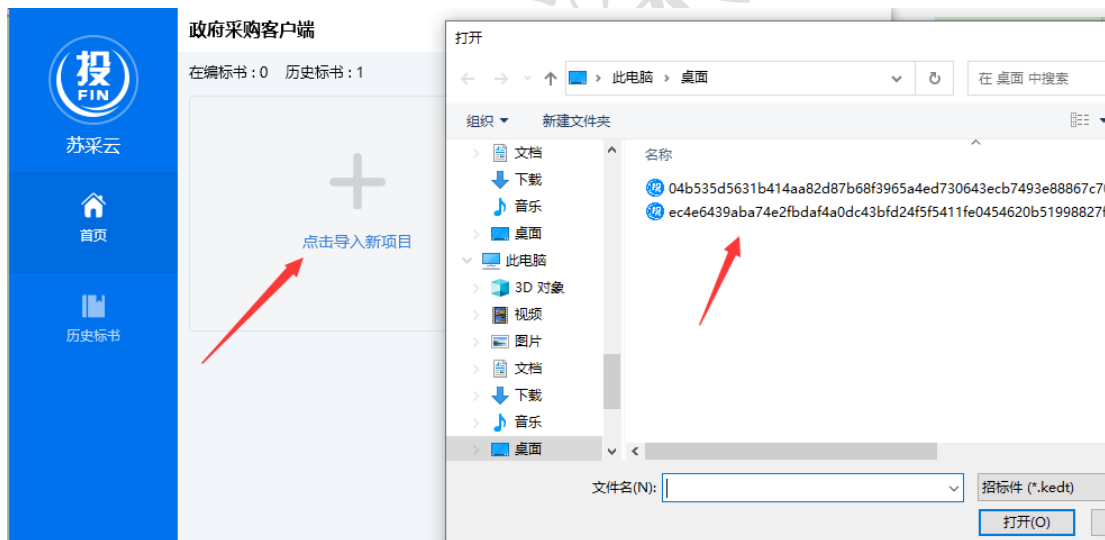 政府采购客户端
在编标书：0 历史标书：1
投
FIN
苏采云
首页
历史标书
点击导入新项目
打开
此电脑 › 桌面
在 桌面 中搜索
组织
新建文件夹
文档
下载
音乐
桌面
此电脑
3D 对象
视频
图片
文档
下载
音乐
桌面
名称
04b535d5631b414aa82d87b68f3965a4ed730643ecb7493e88867c7
ec4e6439aba74e2fbdaf4a0dc43bfd24f5f5411fe0454620b51998827f
文件名(N):
招标件 (*.kedt)
打开(O)